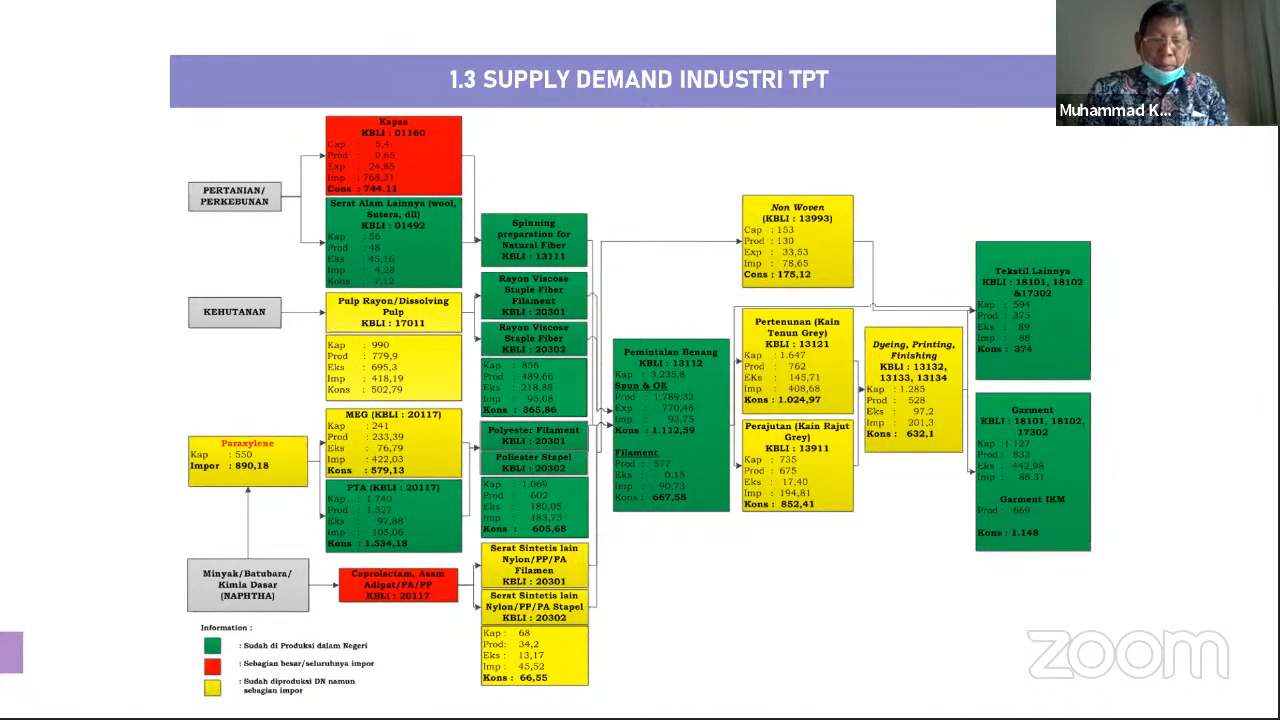 1.3 SUPPLY DEMAND INDUSTRI TPT
Muhammad K...
PERTANIAN/
PERKEBUNAN
KEHUTANAN
Paraxylene
Kap : 550
Impor : 890,18
Minyak/Batubara/
Kimia Dasar
(NAPHTHA)
Kapas
KBLI : 01160
Cap : 5,4
Prod : 0,65
Exp : 24,85
Imp : 768,31
Cons : 744.11
Serat Alam Lainnya (wool,
Sutera, dil)
KBLI : 01492
Kap : 56
Prod : 48
Eks : 45,16
Imp : 4,28
Kons : 7,12
Pulp Rayon/Dissolving
Pulp
KBLI : 17011
Kap : 990
Prod : 779,9
Eks : 695,3
Imp : 418,19
Kons : 502,79
MEG (KBLI : 20117)
Kap : 241
Prod : 233,39
Eks : 76,79
Imp : 422,03
Kons : 579,13
PTA (KBLI : 20117)
Kap : 1.740
Prod : 1.527
Eks : 97,88
Imp : 105,06
Kons : 1.534,18
Caprolactam, Asam
Adipat/PA/PP
KBLI : 20117
Spinning
preparation for
Natural Fiber
KBLI : 13111
Rayon Viscose
Staple Fiber
Filament
KBLI : 20301
Rayon Viscose
Staple Fiber
KBLI : 20302
Kap : 856
Prod : 489,66
Eks : 218,88
Imp : 95,08
Kons : 365,86
Polyester Filament
KBLI : 20301
Poliester Stapel
KBLI : 20302
Kap : 1.069
Prod : 602
Eks : 180,05
Imp : 183,73
Kons : 605,68
Serat Sintetis lain
Nylon/PP/PA
Filamen
KBLI : 20301
Serat Sintetis lain
Nylon/PP/PA Stapel
KBLI : 20302
Kap : 68
Prod: 34,2
Eks : 13,17
Imp : 45,52
Kons : 66,55
Pemintalan Benang
KBLI : 13112
Kap : 3.235.8
Spun & OE
Prod : 1.789.32
Exp : 770,48
Imp : 93,75
Kons : 1.112,59
Filament
Prod : 577
Eks : 0,15
Imp : 90,73
Kons : 667,58
Non Woven
(KBLI : 13993)
Cap : 153
Prod : 130
Exp : 33,53
Imp : 78,65
Cons : 175,12
Pertenunan (Kain
Tenun Grey)
KBLI : 13121
Kap : 1.647
Prod : 762
Eks : 145,71
Imp : 408,68
Kons : 1.024,97
Perajutan (Kain Rajut
Grey)
KBLI : 13911
Kap : 735
Prod : 675
Eks : 17,40
Imp : 194,81
Kons : 852,41
Dyeing, Printing,
Finishing
KBLI : 13132,
13133, 13134
Kap : 1.285
Prod : 528
Eks : 97,2
Imp : 201,3
Kons : 632,1
Tekstil Lainnya
KBLI : 18101, 18102
&17302
Kap : 594
Prod : 375
Eks : 89
Imp : 88
Kons : 374
Garment
KBLI : 18101, 18102,
17302
Kap :1.127
Prod : 833
Eks : 442,98
Imp : 88.31
Garment IKM
Prod : 669
Kons : 1.148
Information :
: Sudah di Produksi dalam Negeri
: Sebagian besar/seluruhnya impor
: Sudah diproduksi DN namun
sebagian impor
zoom